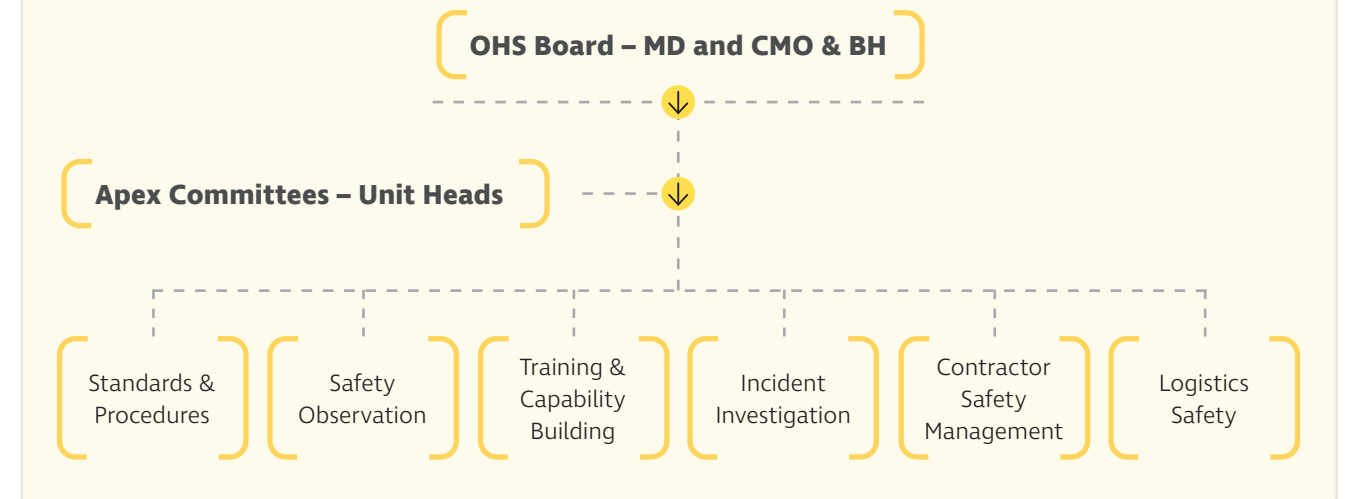 OHS Board – MD and CMO & BH
Apex Committees – Unit Heads
Standards &
Procedures
Safety
Observation
Training &
Capability
Building
Incident
Investigation
Contractor
Safety
Management
Logistics
Safety